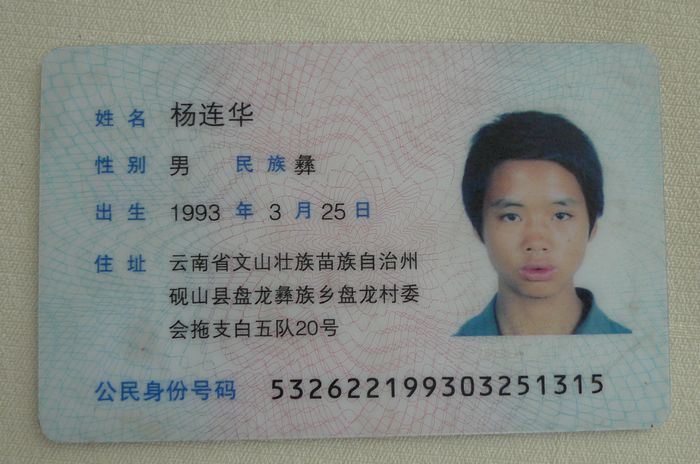 姓名 杨连华
性别 男 民族 彝
出生 1993 年 3 月 25 日
住址 云南省文山壮族苗族自治州
砚山县盘龙彝族乡盘龙村委
会拖支白五队20号
公民身份号码 532622199303251315